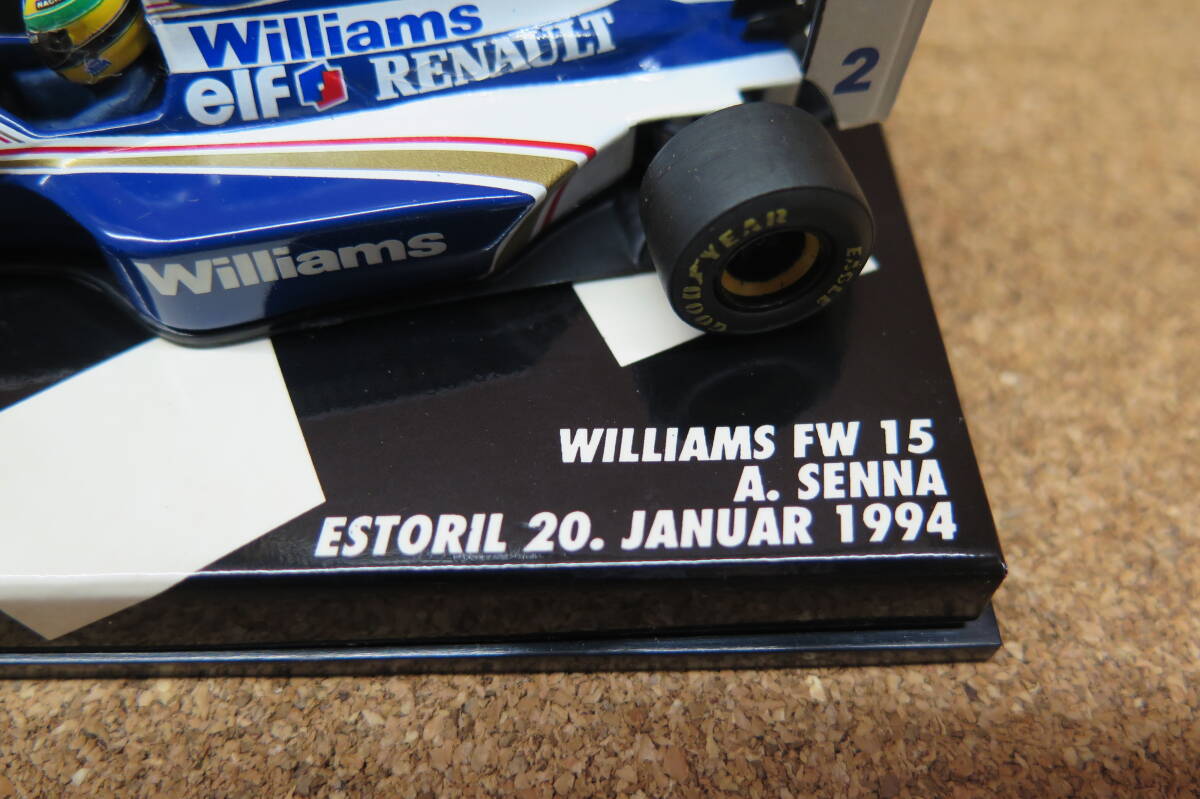 Williams
elf RENAULT
2
Williams
GOODYEAR
EAGLE
WILLIAMS FW 15
A. SENNA
ESTORIL 20. JANUAR 1994